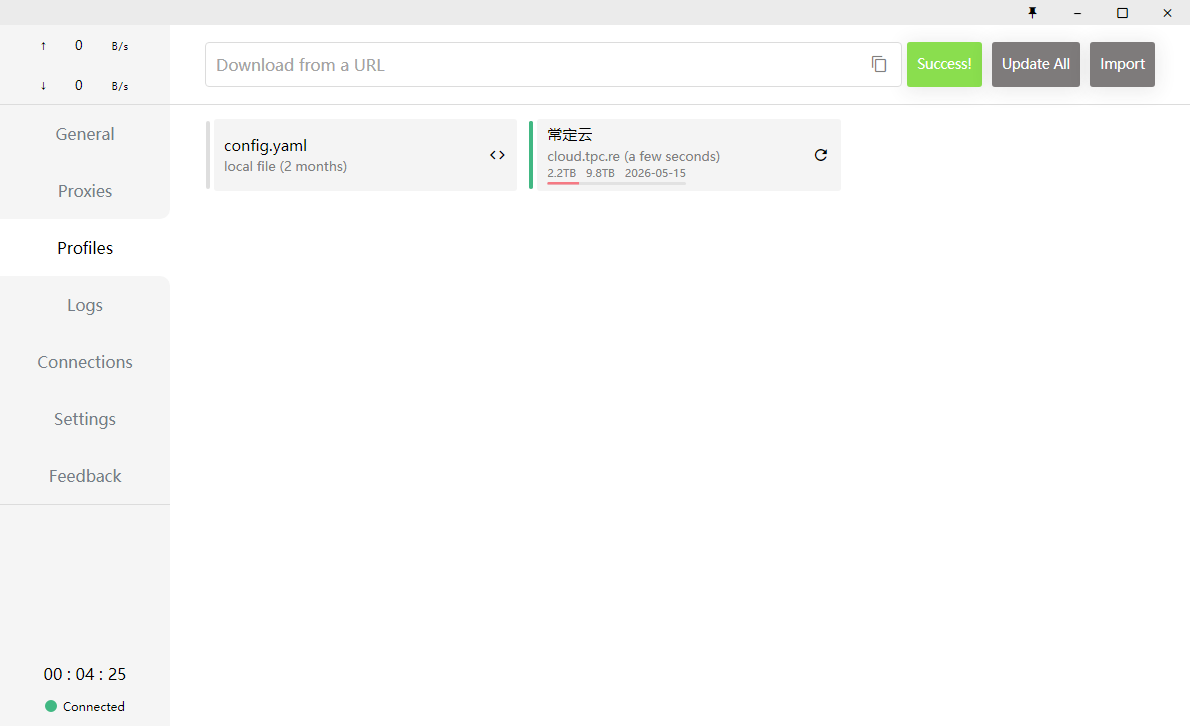 ↑ 0 B/s
↓ 0 B/s
General
Proxies
Profiles
Logs
Connections
Settings
Feedback
00 : 04 : 25
Connected
Download from a URL
Success!
Update All
Import
config.yaml
local file (2 months)
常定云
cloud.tpc.re (a few seconds)
2.2TB 9.8TB 2026-05-15